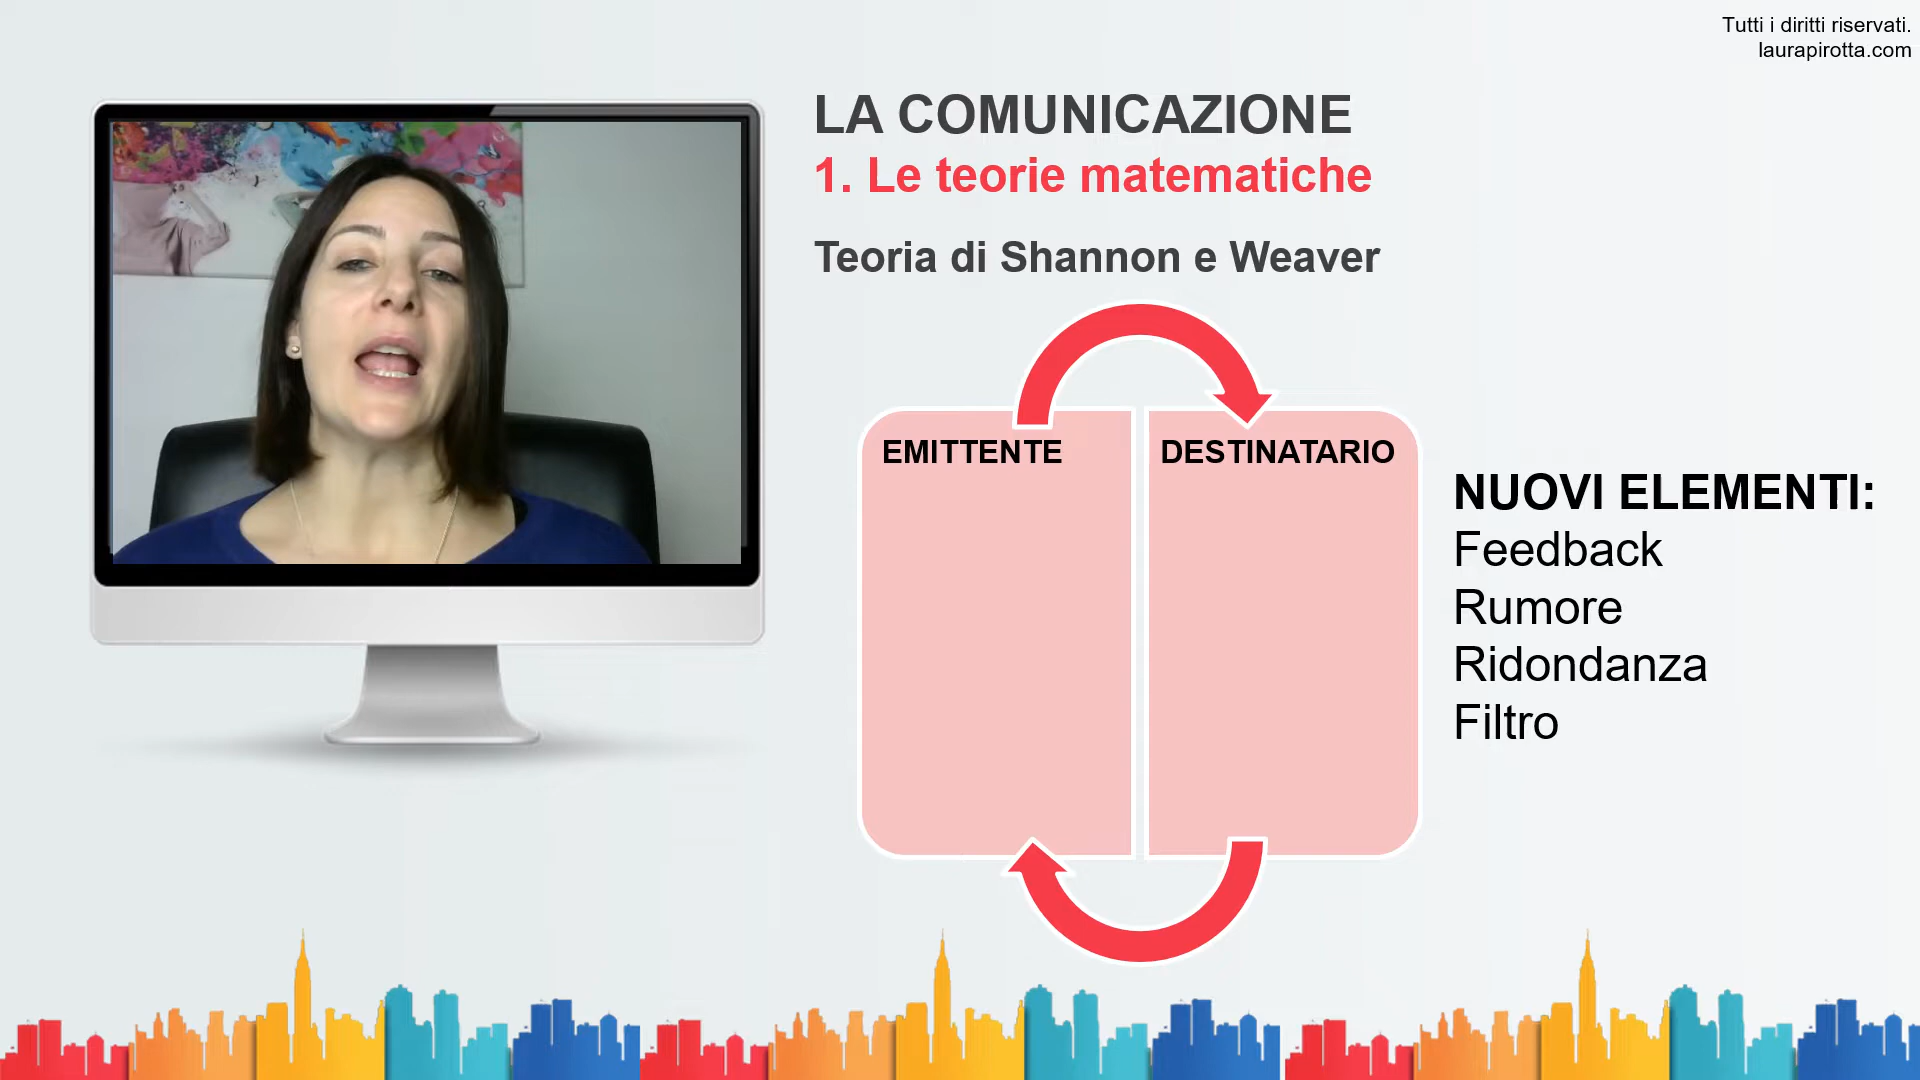 Tutti i diritti riservati.
laurapirotta.com
LA COMUNICAZIONE
1. Le teorie matematiche
Teoria di Shannon e Weaver
EMITTENTE
DESTINATARIO
NUOVI ELEMENTI:
Feedback
Rumore
Ridondanza
Filtro